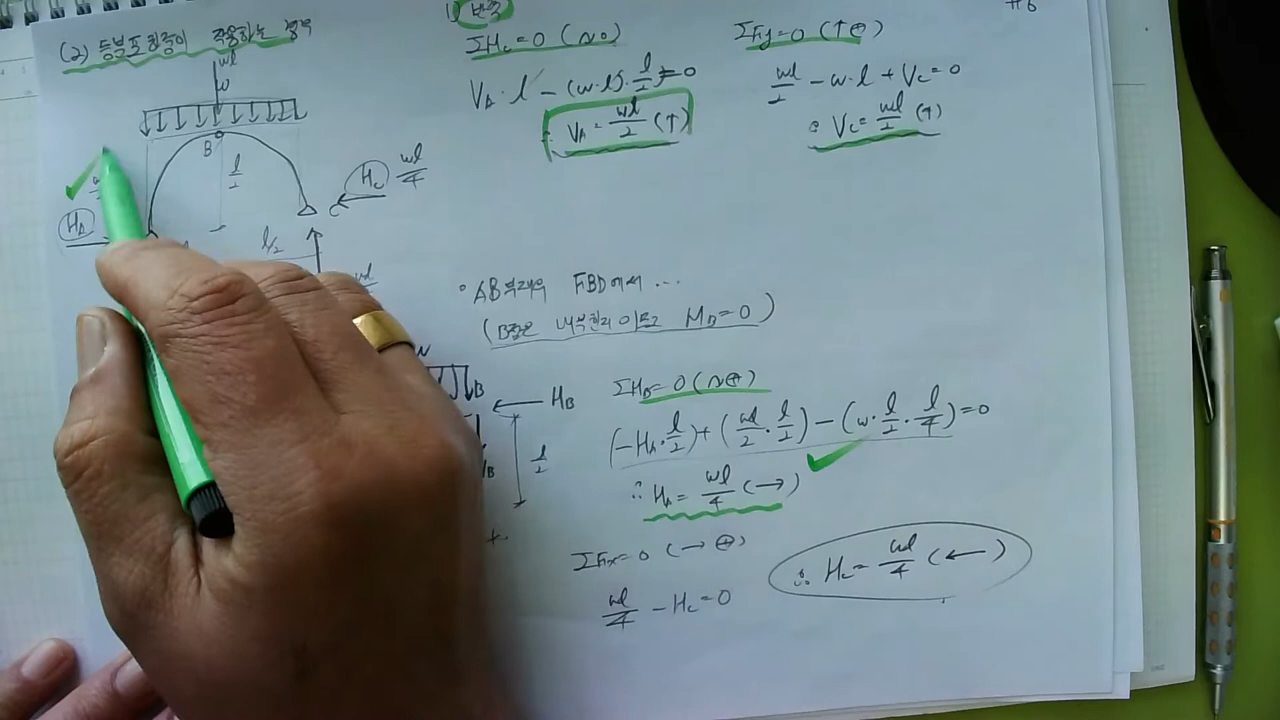 #6
(2) 등분포하중이 작용하는 경우
wl
w
B
l/2
H_A
H_C wl/4
C
l/2
wl
1) 반력
ΣM_C=0 (↷⊕)
V_A·l - (w·l)·l/2 = 0
∴ V_A = wl/2 (↑)
ΣFy=0 (↑⊕)
wl/2 - w·l + V_C = 0
∴ V_C = wl/2 (↑)
• AB부재의 FBD에서 ...
(B점은 내부힌지 이므로 M_B=0)
B
H_B
l/2
ΣM_B=0 (↷⊕)
(-H_A·l/2)+(wl/2·l/2)-(w·l/2·l/4)=0
∴ H_A = wl/4 (→)
ΣFx=0 (→⊕)
wl/4 - H_C = 0
∴ H_C = wl/4 (←)